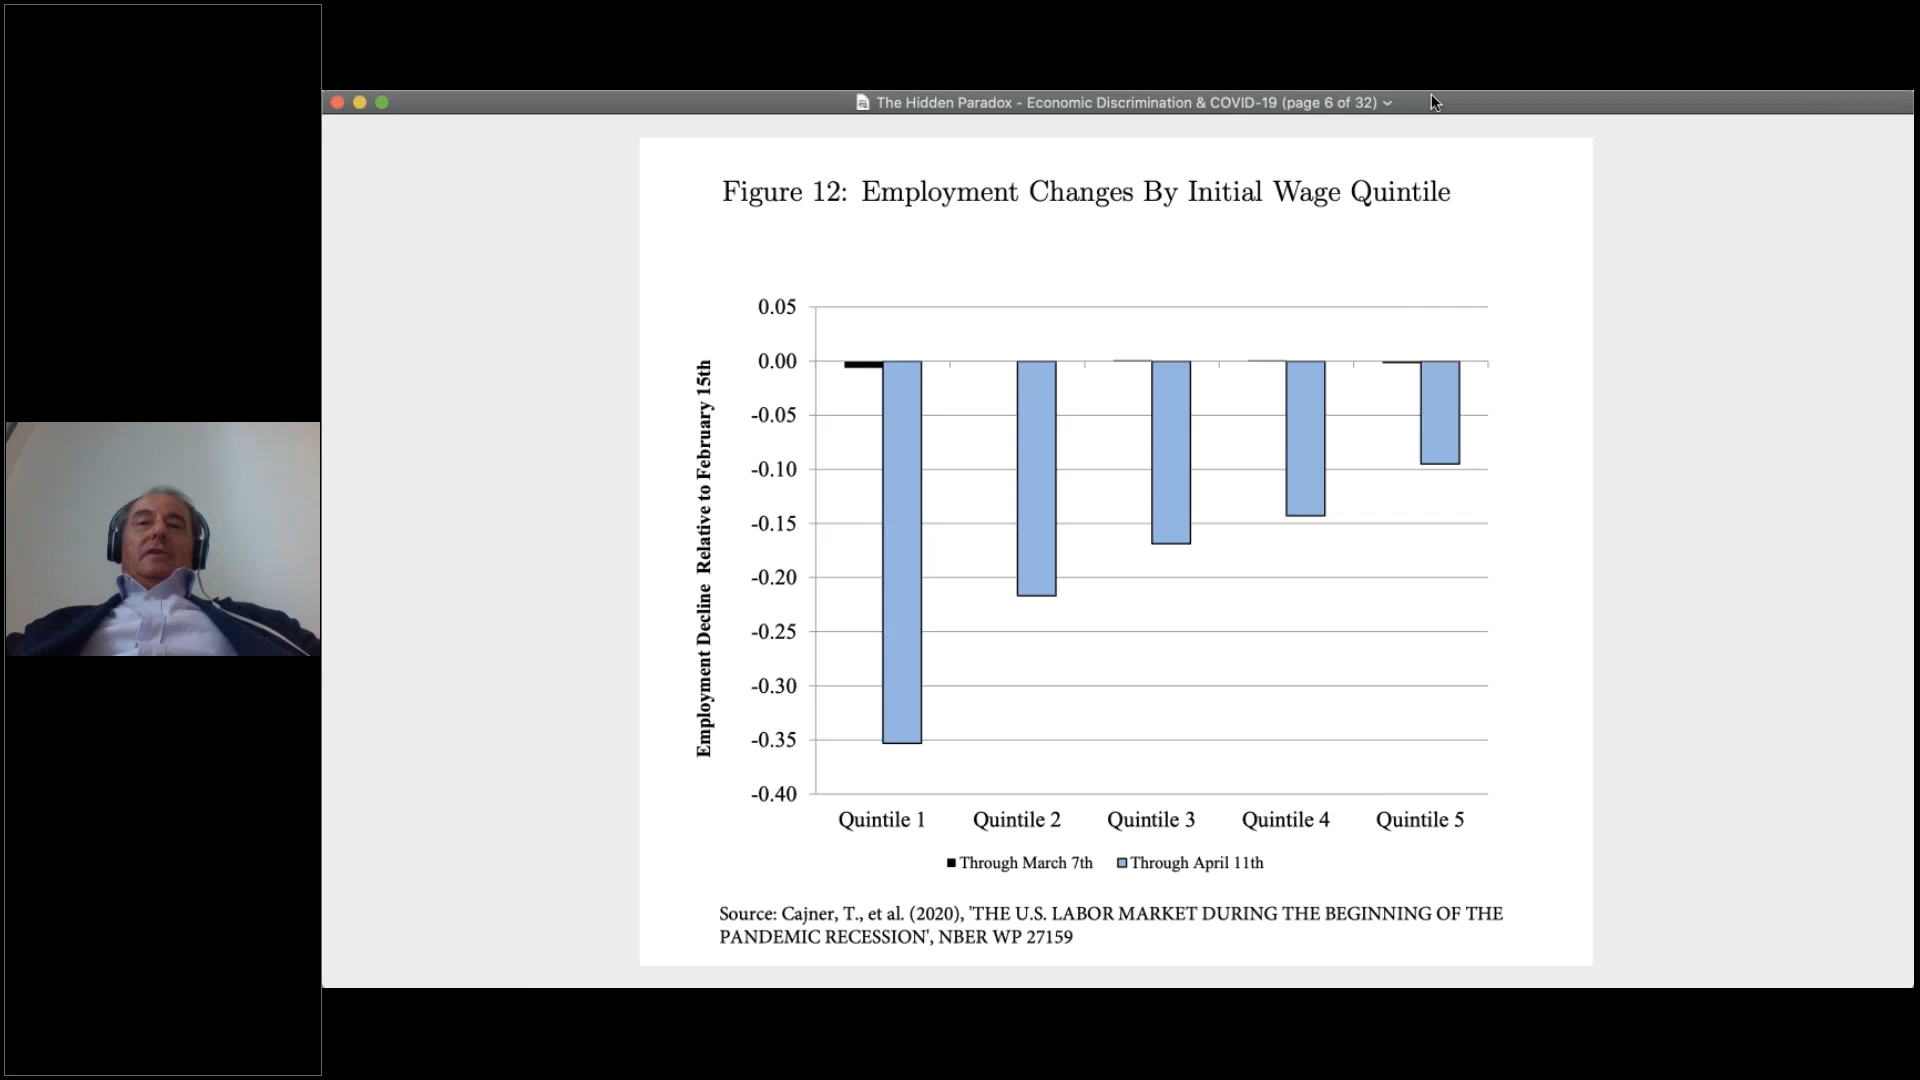 The Hidden Paradox - Economic Discrimination & COVID-19 (page 6 of 32)
Figure 12: Employment Changes By Initial Wage Quintile
Employment Decline Relative to February 15th
0.05
0.00
-0.05
-0.10
-0.15
-0.20
-0.25
-0.30
-0.35
-0.40
Quintile 1 Quintile 2 Quintile 3 Quintile 4 Quintile 5
Through March 7th Through April 11th
Source: Cajner, T., et al. (2020), 'THE U.S. LABOR MARKET DURING THE BEGINNING OF THE
PANDEMIC RECESSION', NBER WP 27159